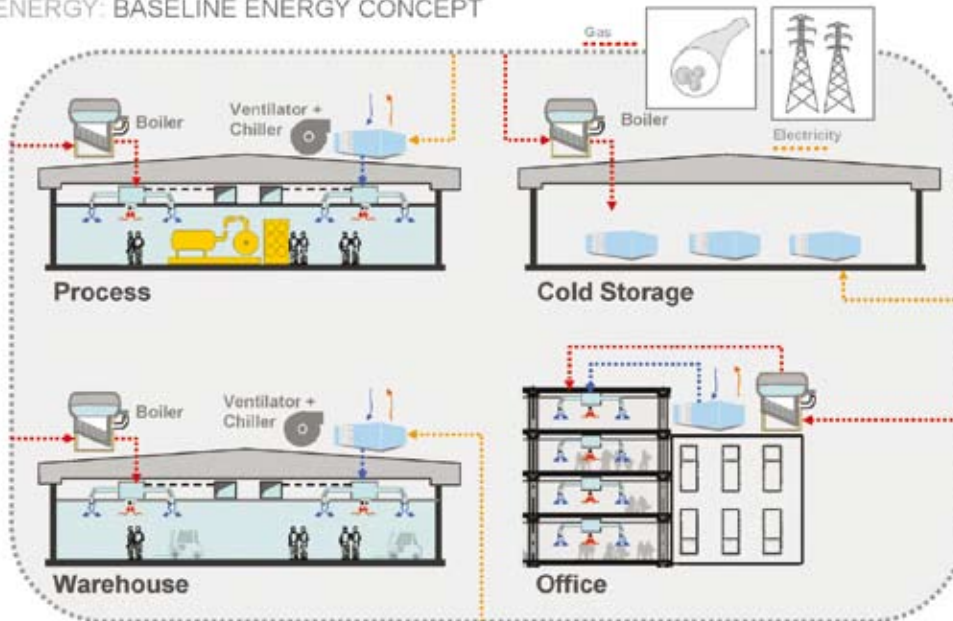 ENERGY: BASELINE ENERGY CONCEPT
Gas
Electricity
Boiler
Ventilator +
Chiller
Process
Boiler
Cold Storage
Boiler
Ventilator +
Chiller
Warehouse
Office